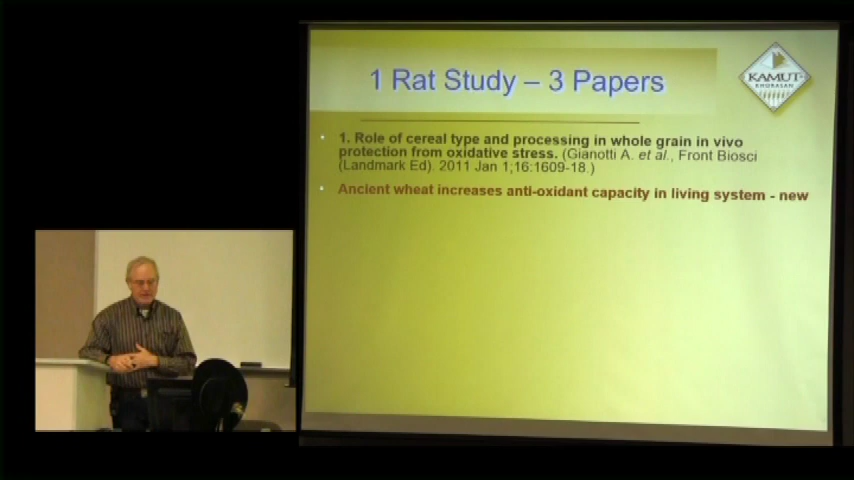 1 Rat Study – 3 Papers
KAMUT®
KHORASAN
• 1. Role of cereal type and processing in whole grain in vivo
protection from oxidative stress. (Gianotti A. et al., Front Biosci
(Landmark Ed). 2011 Jan 1;16:1609-18.)
• Ancient wheat increases anti-oxidant capacity in living system - new